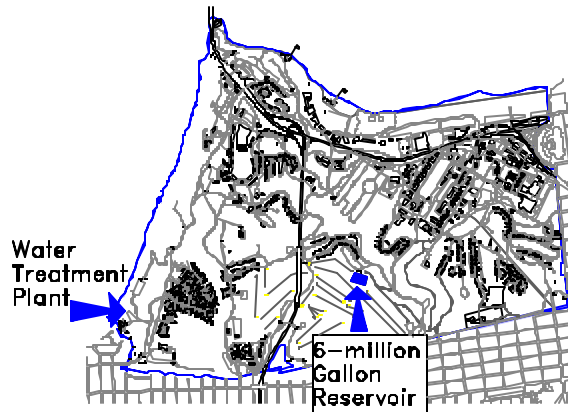 Water
Treatment
Plant
6-million
Gallon
Reservoir